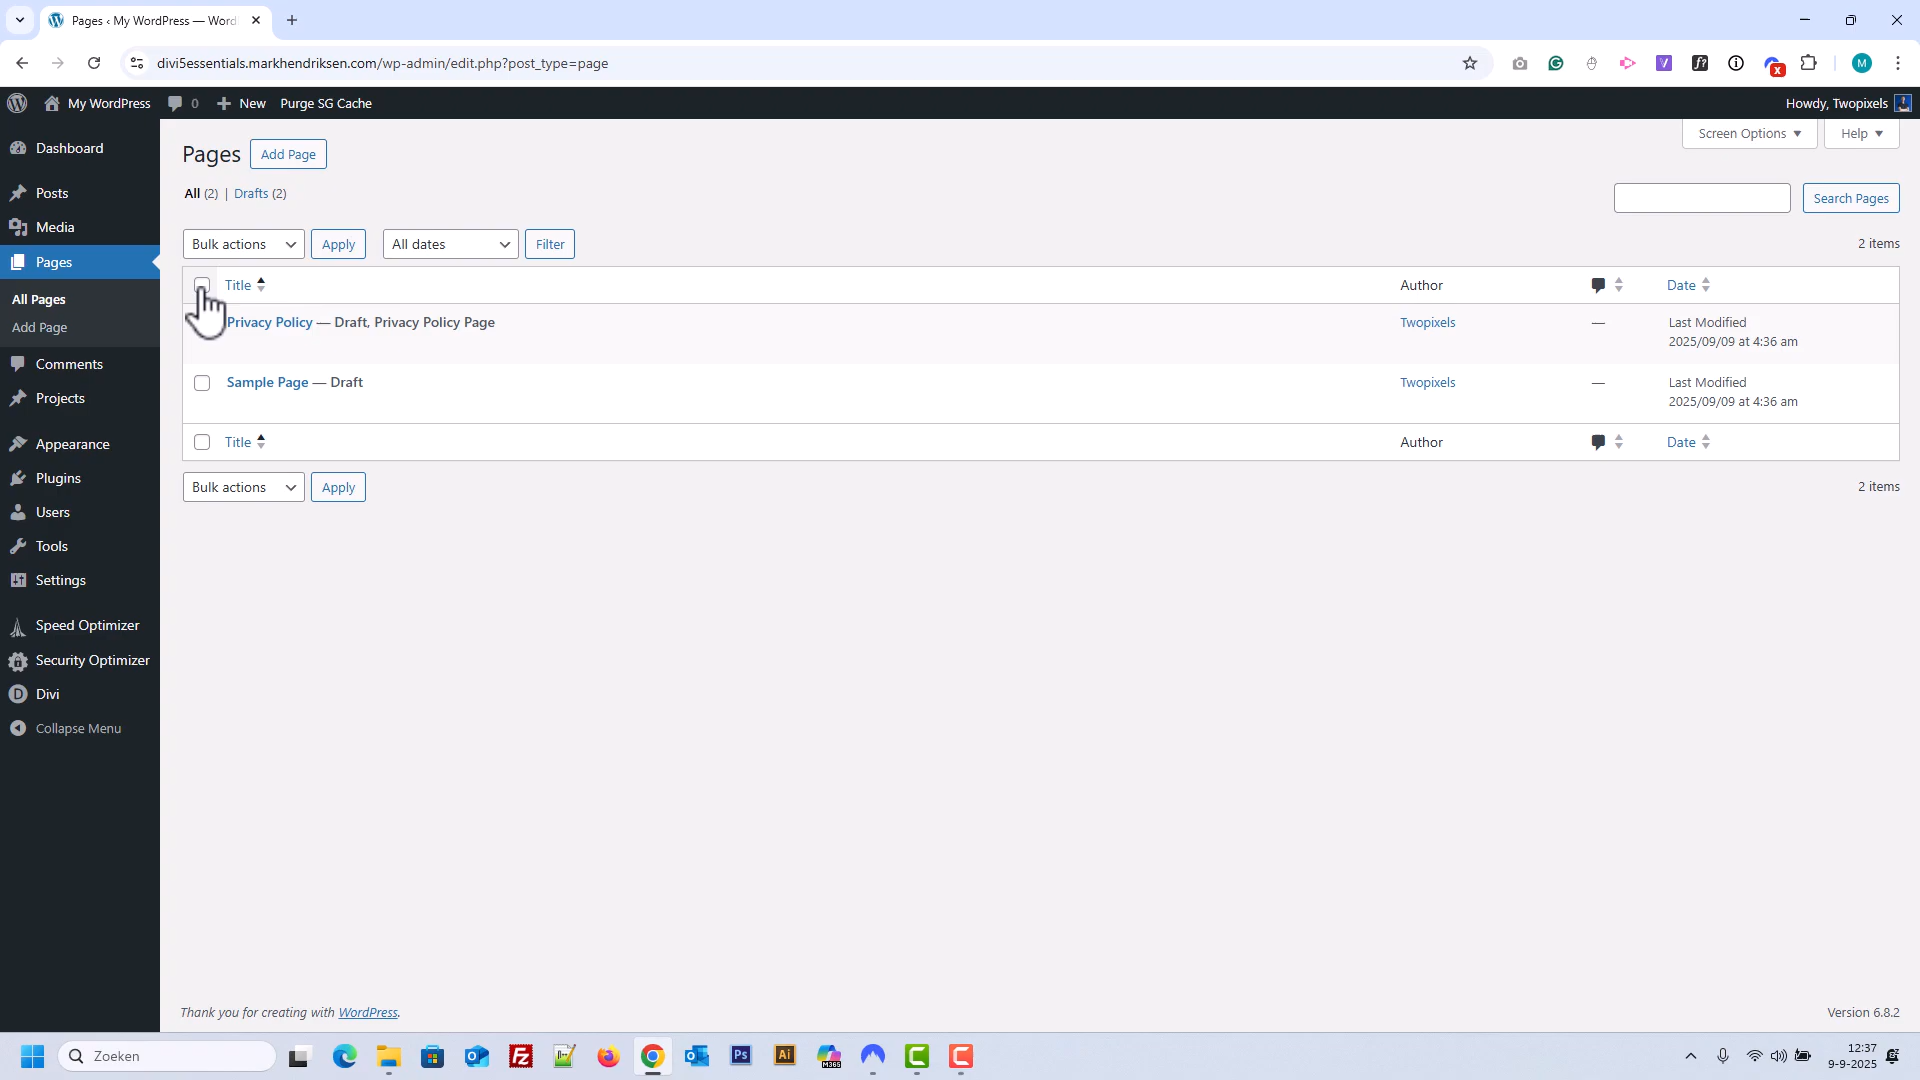 Pages ‹ My WordPress — Word
divi5essentials.markhendriksen.com/wp-admin/edit.php?post_type=page
My WordPress 0 New Purge SG Cache
Howdy, Twopixels
Dashboard
Posts
Media
Pages
All Pages
Add Page
Comments
Projects
Appearance
Plugins
Users
Tools
Settings
Speed Optimizer
Security Optimizer
Divi
Collapse Menu
Screen Options Help
Pages Add Page
All (2) | Drafts (2)
Search Pages
Bulk actions Apply All dates Filter
2 items
Title Author Date
Privacy Policy — Draft, Privacy Policy Page Twopixels — Last Modified
2025/09/09 at 4:36 am
Sample Page — Draft Twopixels — Last Modified
2025/09/09 at 4:36 am
Title Author Date
Bulk actions Apply
2 items
Thank you for creating with WordPress.
Version 6.8.2
Zoeken
12:37
9-9-2025